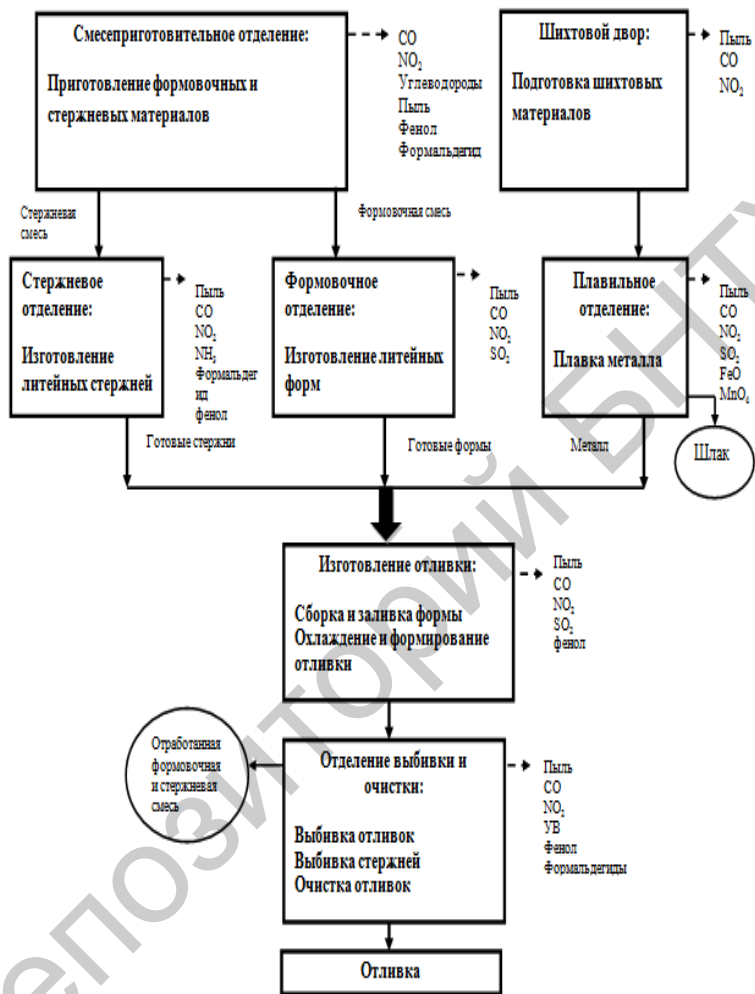 Смесеприготовительное отделение:
Приготовление формовочных и
стержневых материалов
CO
NO₂
Углеводороды
Пыль
Фенол
Формальдегид
Шихтовой двор:
Подготовка шихтовых
материалов
Пыль
CO
NO₂
Стержневая
смесь
Формовочная смесь
Стержневое
отделение:
Изготовление
литейных стержней
Пыль
CO
NO₂
NH₃
Формальдег
ид
фенол
Формовочное
отделение:
Изготовление литейных
форм
Пыль
CO
NO₂
SO₂
Плавильное
отделение:
Плавка металла
Пыль
CO
NO₂
SO₂
FeO
MnO₄
Шлак
Готовые стержни
Готовые формы
Металл
Изготовление отливки:
Сборка и заливка формы
Охлаждение и формирование
отливки
Пыль
CO
NO₂
SO₂
фенол
Отработанная
формовочная
и стержневая
смесь
Отделение выбивки и
очистки:
Выбивка отливок
Выбивка стержней
Очистка отливок
Пыль
CO
NO₂
УВ
Фенол
Формальдегиды
Отливка
епозиторий БНТУ